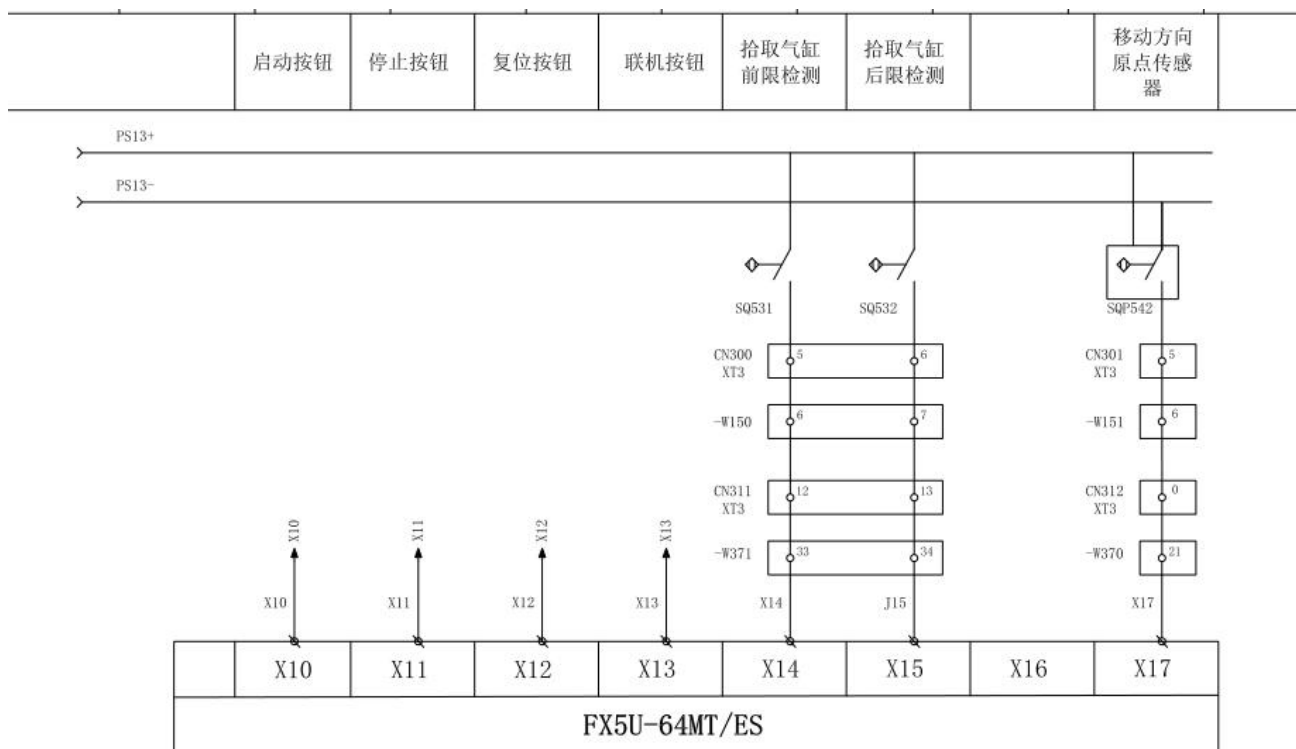 启动按钮
停止按钮
复位按钮
联机按钮
拾取气缸
前限检测
拾取气缸
后限检测
移动方向
原点传感
器
PS13+
PS13-
SQ531
SQ532
SQP542
CN300
XT3
5
6
CN301
XT3
5
-W150
6
7
-W151
6
CN311
XT3
12
13
CN312
XT3
0
-W371
33
34
-W370
21
X10
X11
X12
X13
X10
X11
X12
X13
X14
J15
X17
X10
X11
X12
X13
X14
X15
X16
X17
FX5U-64MT/ES